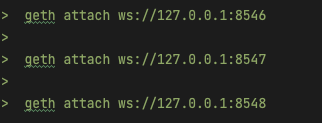 >  geth attach ws://127.0.0.1:8546
>
>  geth attach ws://127.0.0.1:8547
>
>  geth attach ws://127.0.0.1:8548